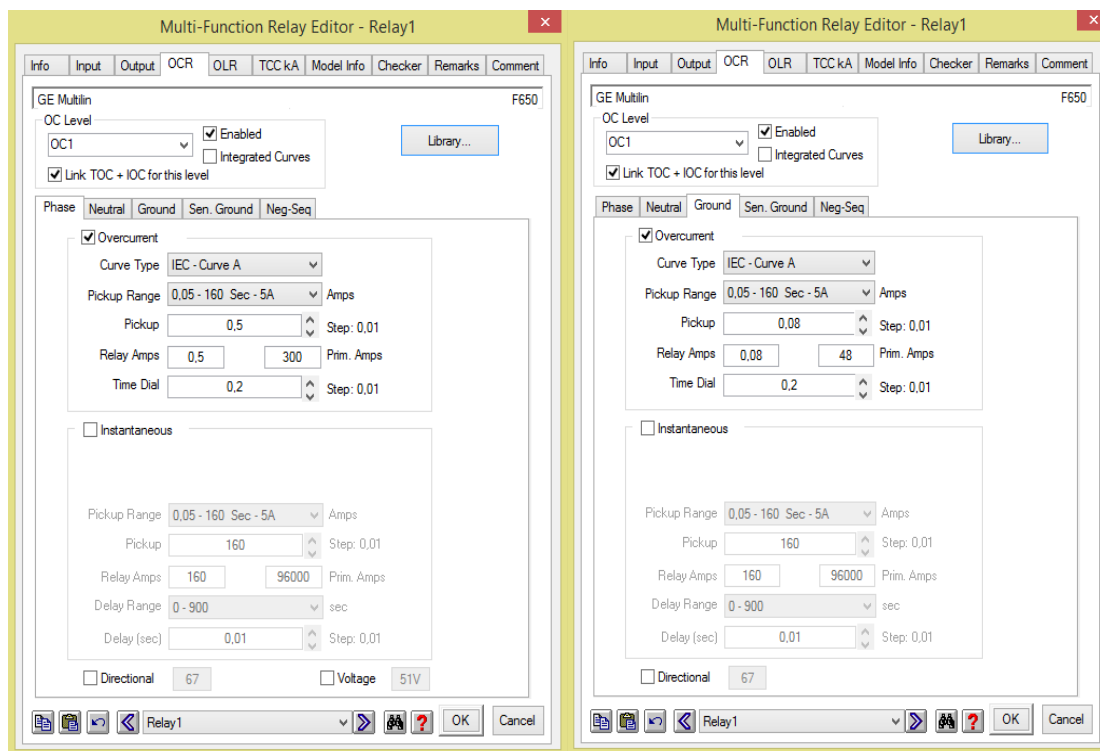 Multi-Function Relay Editor - Relay1
Info Input Output OCR OLR TCC kA Model Info Checker Remarks Comment
GE Multilin F650
OC Level
OC1
Enabled
Integrated Curves
Library...
Link TOC + IOC for this level
Phase Neutral Ground Sen. Ground Neg-Seq
Overcurrent
Curve Type IEC - Curve A
Pickup Range 0,05 - 160 Sec - 5A Amps
Pickup 0,5 Step: 0,01
Relay Amps 0,5 300 Prim. Amps
Time Dial 0,2 Step: 0,01
Instantaneous
Pickup Range 0,05 - 160 Sec - 5A Amps
Pickup 160 Step: 0,01
Relay Amps 160 96000 Prim. Amps
Delay Range 0 - 900 sec
Delay (sec) 0,01 Step: 0,01
Directional 67 Voltage 51V
Relay1 ? OK Cancel
Multi-Function Relay Editor - Relay1
Info Input Output OCR OLR TCC kA Model Info Checker Remarks Comment
GE Multilin F650
OC Level
OC1
Enabled
Integrated Curves
Library...
Link TOC + IOC for this level
Phase Neutral Ground Sen. Ground Neg-Seq
Overcurrent
Curve Type IEC - Curve A
Pickup Range 0,05 - 160 Sec - 5A Amps
Pickup 0,08 Step: 0,01
Relay Amps 0,08 48 Prim. Amps
Time Dial 0,2 Step: 0,01
Instantaneous
Pickup Range 0,05 - 160 Sec - 5A Amps
Pickup 160 Step: 0,01
Relay Amps 160 96000 Prim. Amps
Delay Range 0 - 900 sec
Delay (sec) 0,01 Step: 0,01
Directional 67
Relay1 ? OK Cancel